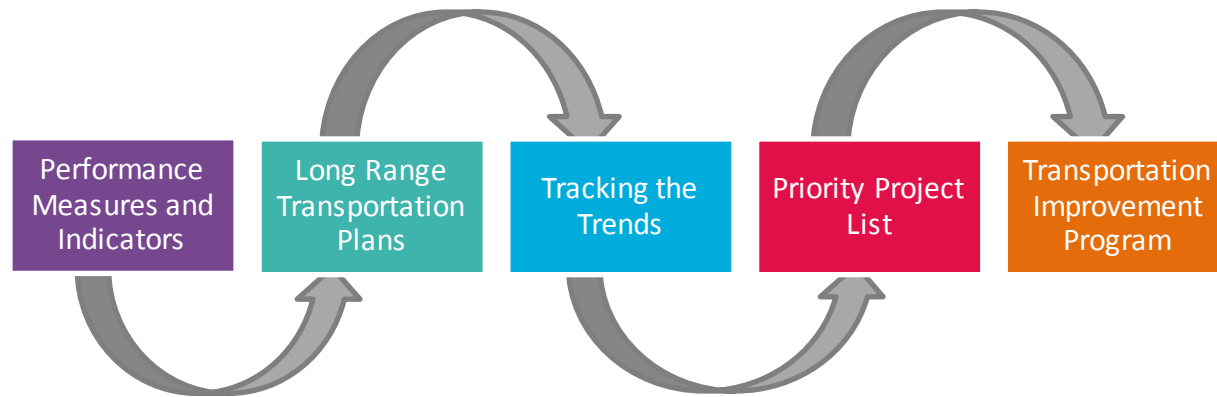 Performance
Measures and
Indicators
Long Range
Transportation
Plans
Tracking the
Trends
Priority Project
List
Transportation
Improvement
Program